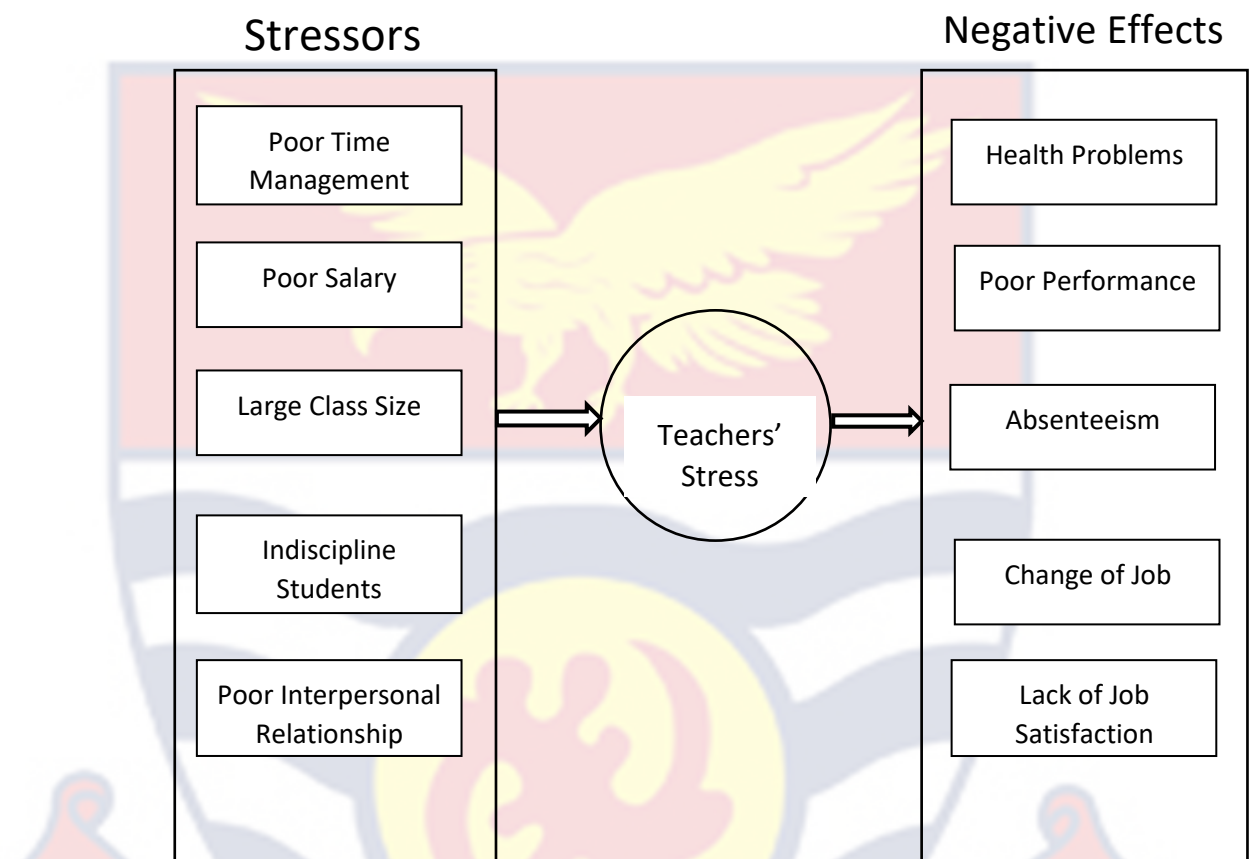 Stressors
Poor Time
Management
Poor Salary
Large Class Size
Indiscipline
Students
Poor Interpersonal
Relationship
Teachers’
Stress
Negative Effects
Health Problems
Poor Performance
Absenteeism
Change of Job
Lack of Job
Satisfaction